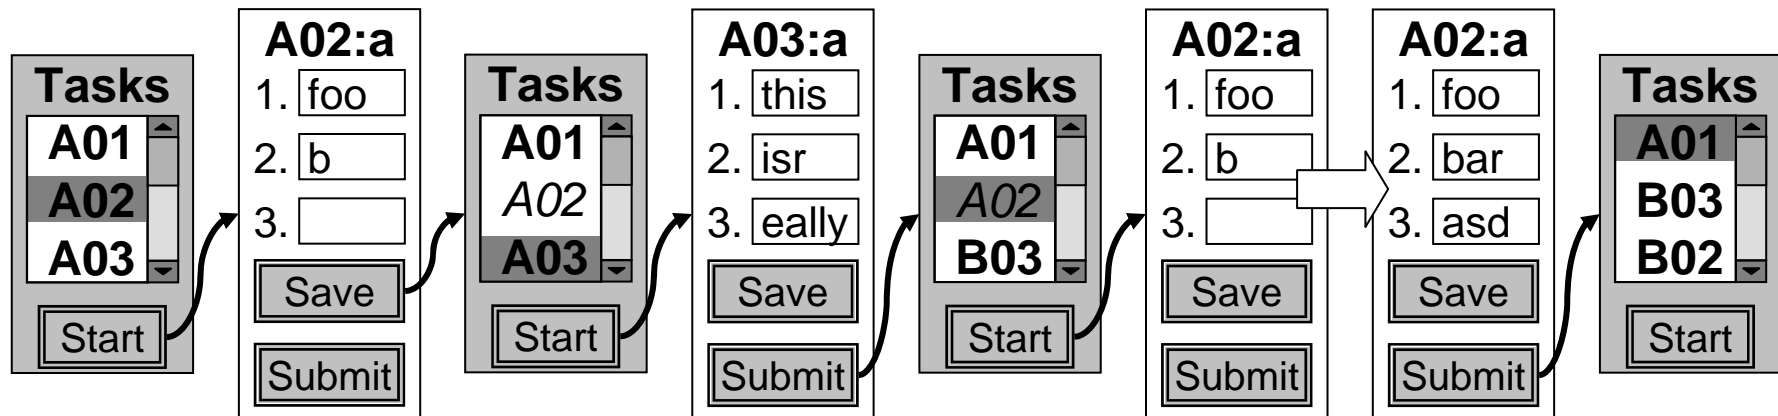 Tasks
A01
A02
A03
Start
A02:a
1. foo
2. b
3.
Save
Submit
Tasks
A01
A02
A03
Start
A03:a
1. this
2. isr
3. eally
Save
Submit
Tasks
A01
A02
B03
Start
A02:a
1. foo
2. b
3.
Save
Submit
A02:a
1. foo
2. bar
3. asd
Save
Submit
Tasks
A01
B03
B02
Start